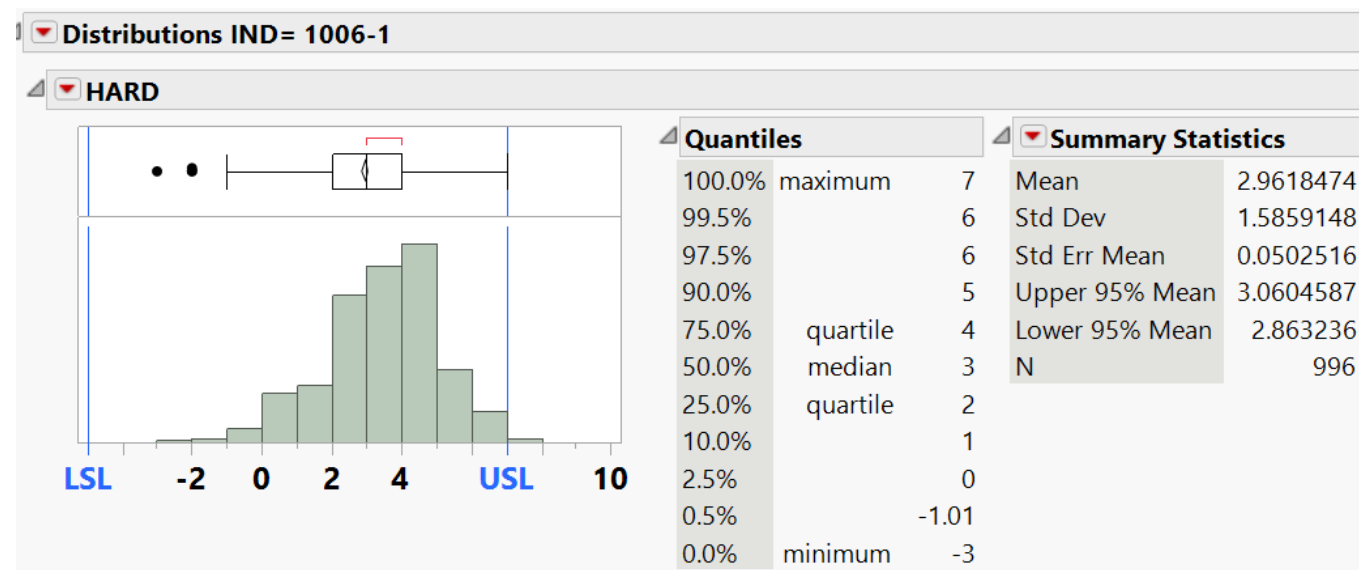 Distributions IND= 1006-1
HARD
LSL -2 0 2 4 USL 10
Quantiles
100.0% maximum 7
99.5% 6
97.5% 6
90.0% 5
75.0% quartile 4
50.0% median 3
25.0% quartile 2
10.0% 1
2.5% 0
0.5% -1.01
0.0% minimum -3
Summary Statistics
Mean 2.9618474
Std Dev 1.5859148
Std Err Mean 0.0502516
Upper 95% Mean 3.0604587
Lower 95% Mean 2.863236
N 996